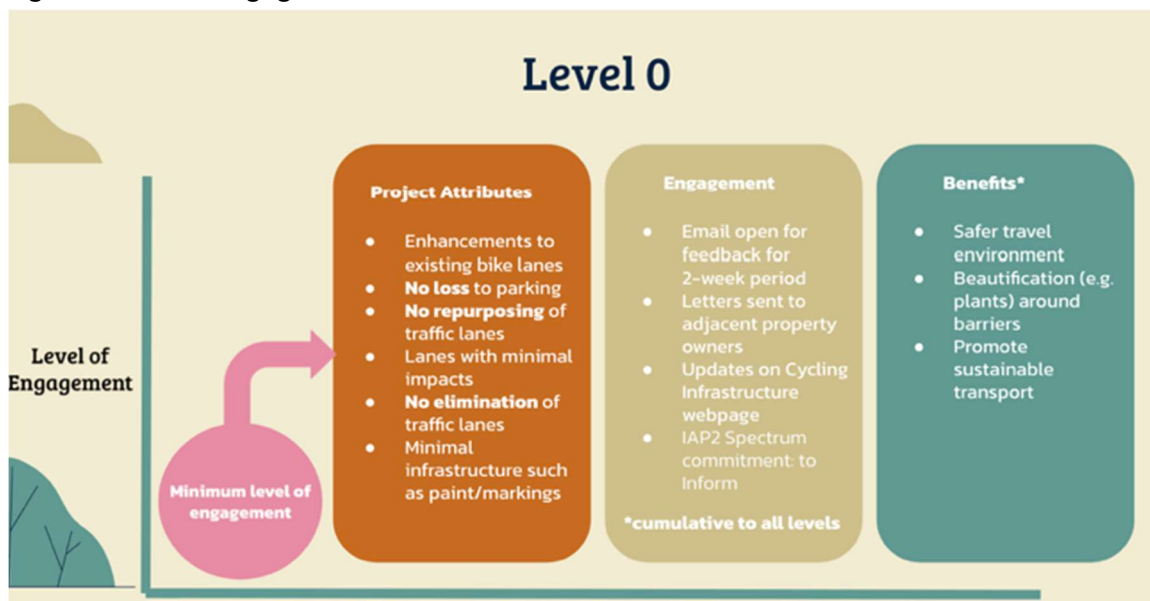 Level 0
Level of
Engagement
Minimum level of
engagement
Project Attributes
● Enhancements to
existing bike lanes
● No loss to parking
● No repurposing of
traffic lanes
● Lanes with minimal
impacts
● No elimination of
traffic lanes
● Minimal
infrastructure such
as paint/markings
Engagement
● Email open for
feedback for
2-week period
● Letters sent to
adjacent property
owners
● Updates on Cycling
Infrastructure
webpage
● IAP2 Spectrum
commitment: to
Inform
*cumulative to all levels
Benefits*
● Safer travel
environment
● Beautification (e.g.
plants) around
barriers
● Promote
sustainable
transport